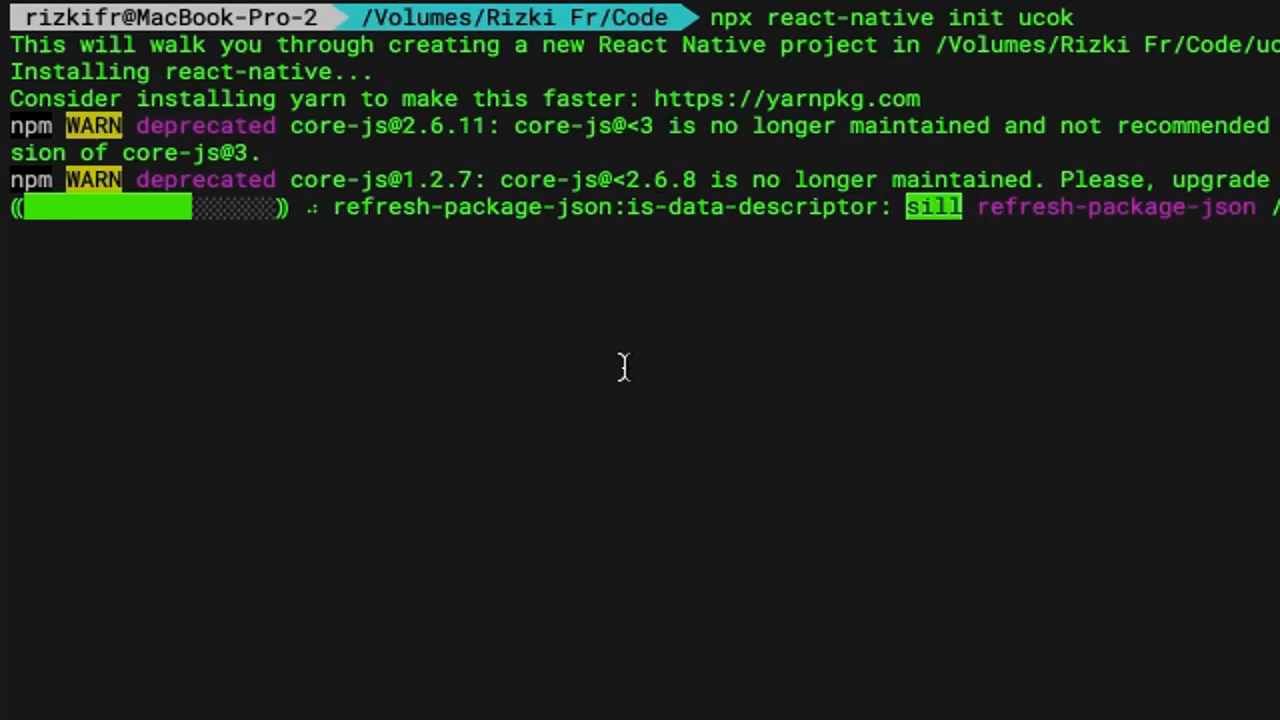 rizkifr@MacBook-Pro-2 /Volumes/Rizki Fr/Code npx react-native init ucok
This will walk you through creating a new React Native project in /Volumes/Rizki Fr/Code/uc
Installing react-native...
Consider installing yarn to make this faster: https://yarnpkg.com
npm WARN deprecated core-js@2.6.11: core-js@<3 is no longer maintained and not recommended
sion of core-js@3.
npm WARN deprecated core-js@1.2.7: core-js@<2.6.8 is no longer maintained. Please, upgrade
refresh-package-json:is-data-descriptor: sill refresh-package-json /